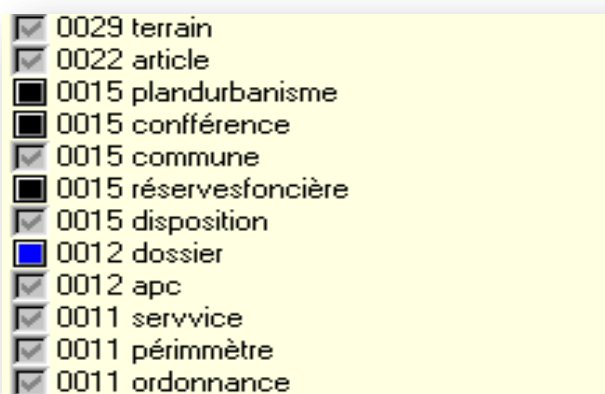 0029 terrain
0022 article
0015 plandurbanisme
0015 confférence
0015 commune
0015 réservesfoncière
0015 disposition
0012 dossier
0012 apc
0011 servvice
0011 périmmètre
0011 ordonnance